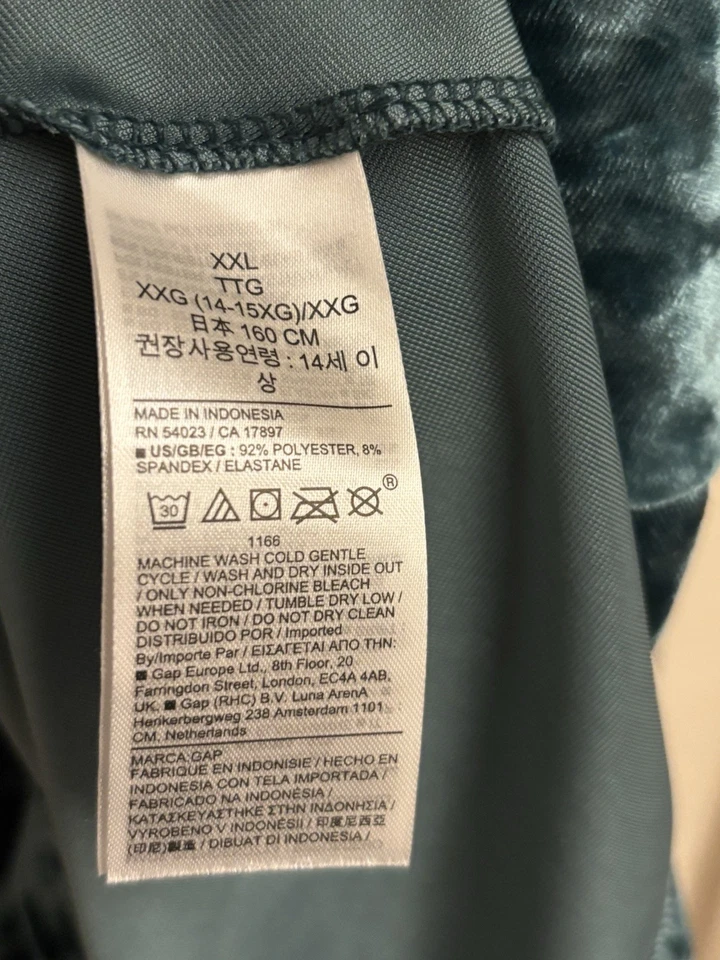 XXL
TTG
XXG (14-15XG)/XXG
日本 160 CM
권장사용연령 : 14세 이
상
MADE IN INDONESIA
RN 54023 / CA 17897
■ US/GB/EG : 92% POLYESTER, 8%
SPANDEX / ELASTANE
30
®
1166
MACHINE WASH COLD GENTLE
CYCLE / WASH AND DRY INSIDE OUT
/ ONLY NON-CHLORINE BLEACH
WHEN NEEDED / TUMBLE DRY LOW /
DO NOT IRON / DO NOT DRY CLEAN
DISTRIBUIDO POR / Imported
By/Importe Par / ΕΙΣΑΓΕΤΑΙ ΑΠΟ ΤΗΝ:
■ Gap Europe Ltd., 8th Floor, 20
Farringdon Street, London, EC4A 4AB,
UK, ■ Gap (RHC) B.V. Luna ArenA
Herikerbergweg 238 Amsterdam 1101
CM, Netherlands
MARCA:GAP
FABRIQUÉ EN INDONÉSIE / HECHO EN
INDONESIA CON TELA IMPORTADA /
FABRICADO NA INDONÉSIA /
ΚΑΤΑΣΚΕΥΑΣΤΗΚΕ ΣΤΗΝ ΙΝΔΟΝΗΣΙΑ /
VYROBENO V INDONÉSII / 印度尼西亞
(印尼)製造 / DIBUAT DI INDONESIA /